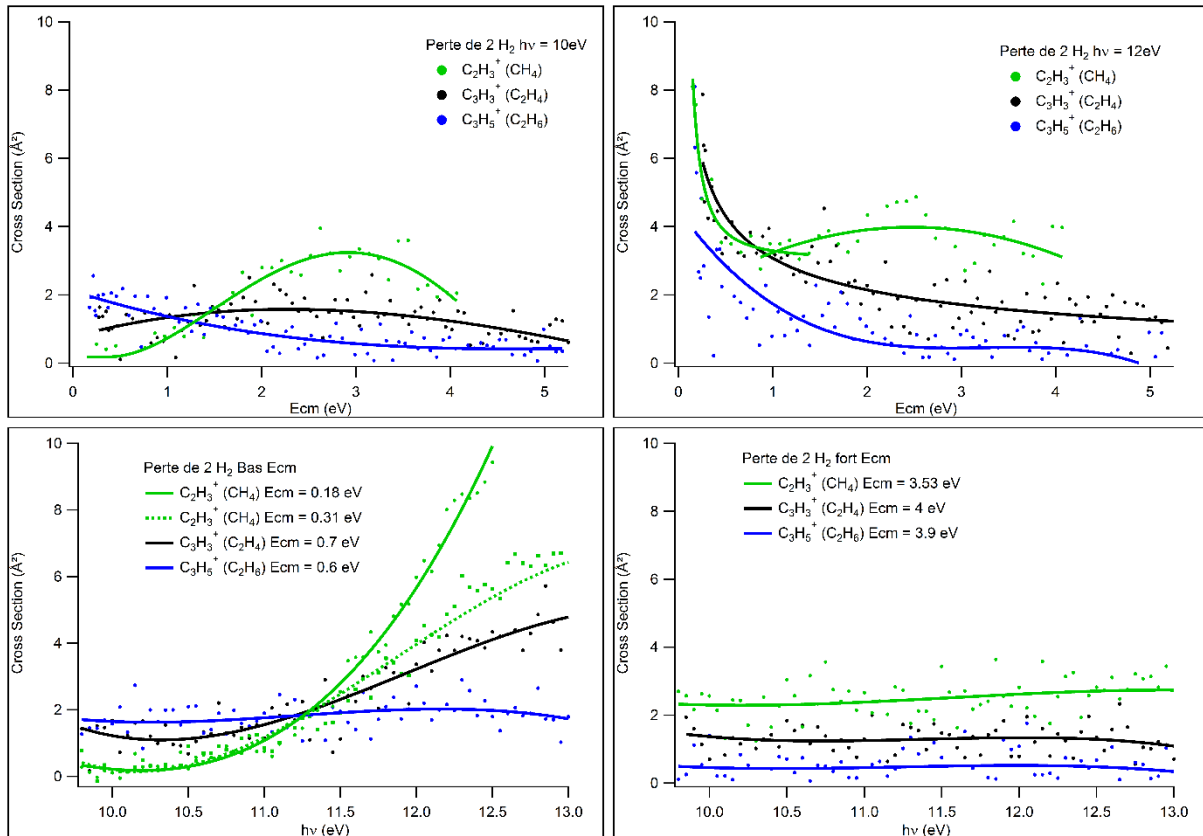 10
8
6
4
2
0
Cross Section (Å²)
Perte de 2 H₂ hν = 10eV
C₂H₃⁺ (CH₄)
C₃H₃⁺ (C₂H₄)
C₃H₅⁺ (C₂H₆)
0 1 2 3 4 5
Ecm (eV)
10
8
6
4
2
0
Cross Section (Å²)
Perte de 2 H₂ hν = 12eV
C₂H₃⁺ (CH₄)
C₃H₃⁺ (C₂H₄)
C₃H₅⁺ (C₂H₆)
0 1 2 3 4 5
Ecm (eV)
10
8
6
4
2
0
Cross Section (Å²)
Perte de 2 H₂ Bas Ecm
C₂H₃⁺ (CH₄) Ecm = 0.18 eV
C₂H₃⁺ (CH₄) Ecm = 0.31 eV
C₃H₃⁺ (C₂H₄) Ecm = 0.7 eV
C₃H₅⁺ (C₂H₆) Ecm = 0.6 eV
10.0 10.5 11.0 11.5 12.0 12.5 13.0
hν (eV)
10
8
6
4
2
0
Cross Section (Å²)
Perte de 2 H₂ fort Ecm
C₂H₃⁺ (CH₄) Ecm = 3.53 eV
C₃H₃⁺ (C₂H₄) Ecm = 4 eV
C₃H₅⁺ (C₂H₆) Ecm = 3.9 eV
10.0 10.5 11.0 11.5 12.0 12.5 13.0
hν (eV)